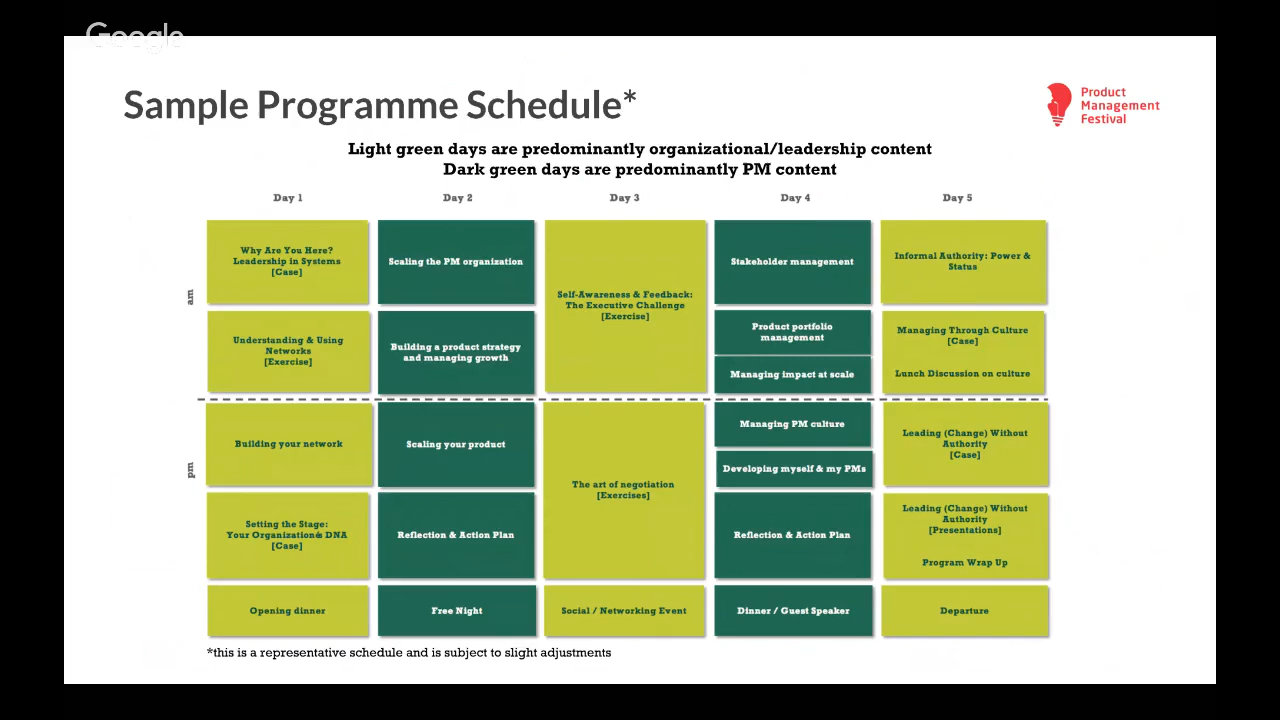 Google
Sample Programme Schedule*
Product
Management
Festival
Light green days are predominantly organizational/leadership content
Dark green days are predominantly PM content
Day 1
Day 2
Day 3
Day 4
Day 5
am
Why Are You Here?
Leadership in Systems
[Case]
Scaling the PM organization
Self-Awareness & Feedback:
The Executive Challenge
[Exercise]
Stakeholder management
Informal Authority: Power &
Status
Understanding & Using
Networks
[Exercise]
Building a product strategy
and managing growth
Product portfolio
management
Managing impact at scale
Managing Through Culture
[Case]
Lunch Discussion on culture
pm
Building your network
Scaling your product
The art of negotiation
[Exercises]
Managing PM culture
Developing myself & my PMs
Leading (Change) Without
Authority
[Case]
Setting the Stage:
Your Organization's DNA
[Case]
Reflection & Action Plan
Reflection & Action Plan
Leading (Change) Without
Authority
[Presentations]
Program Wrap Up
Opening dinner
Free Night
Social / Networking Event
Dinner / Guest Speaker
Departure
*this is a representative schedule and is subject to slight adjustments